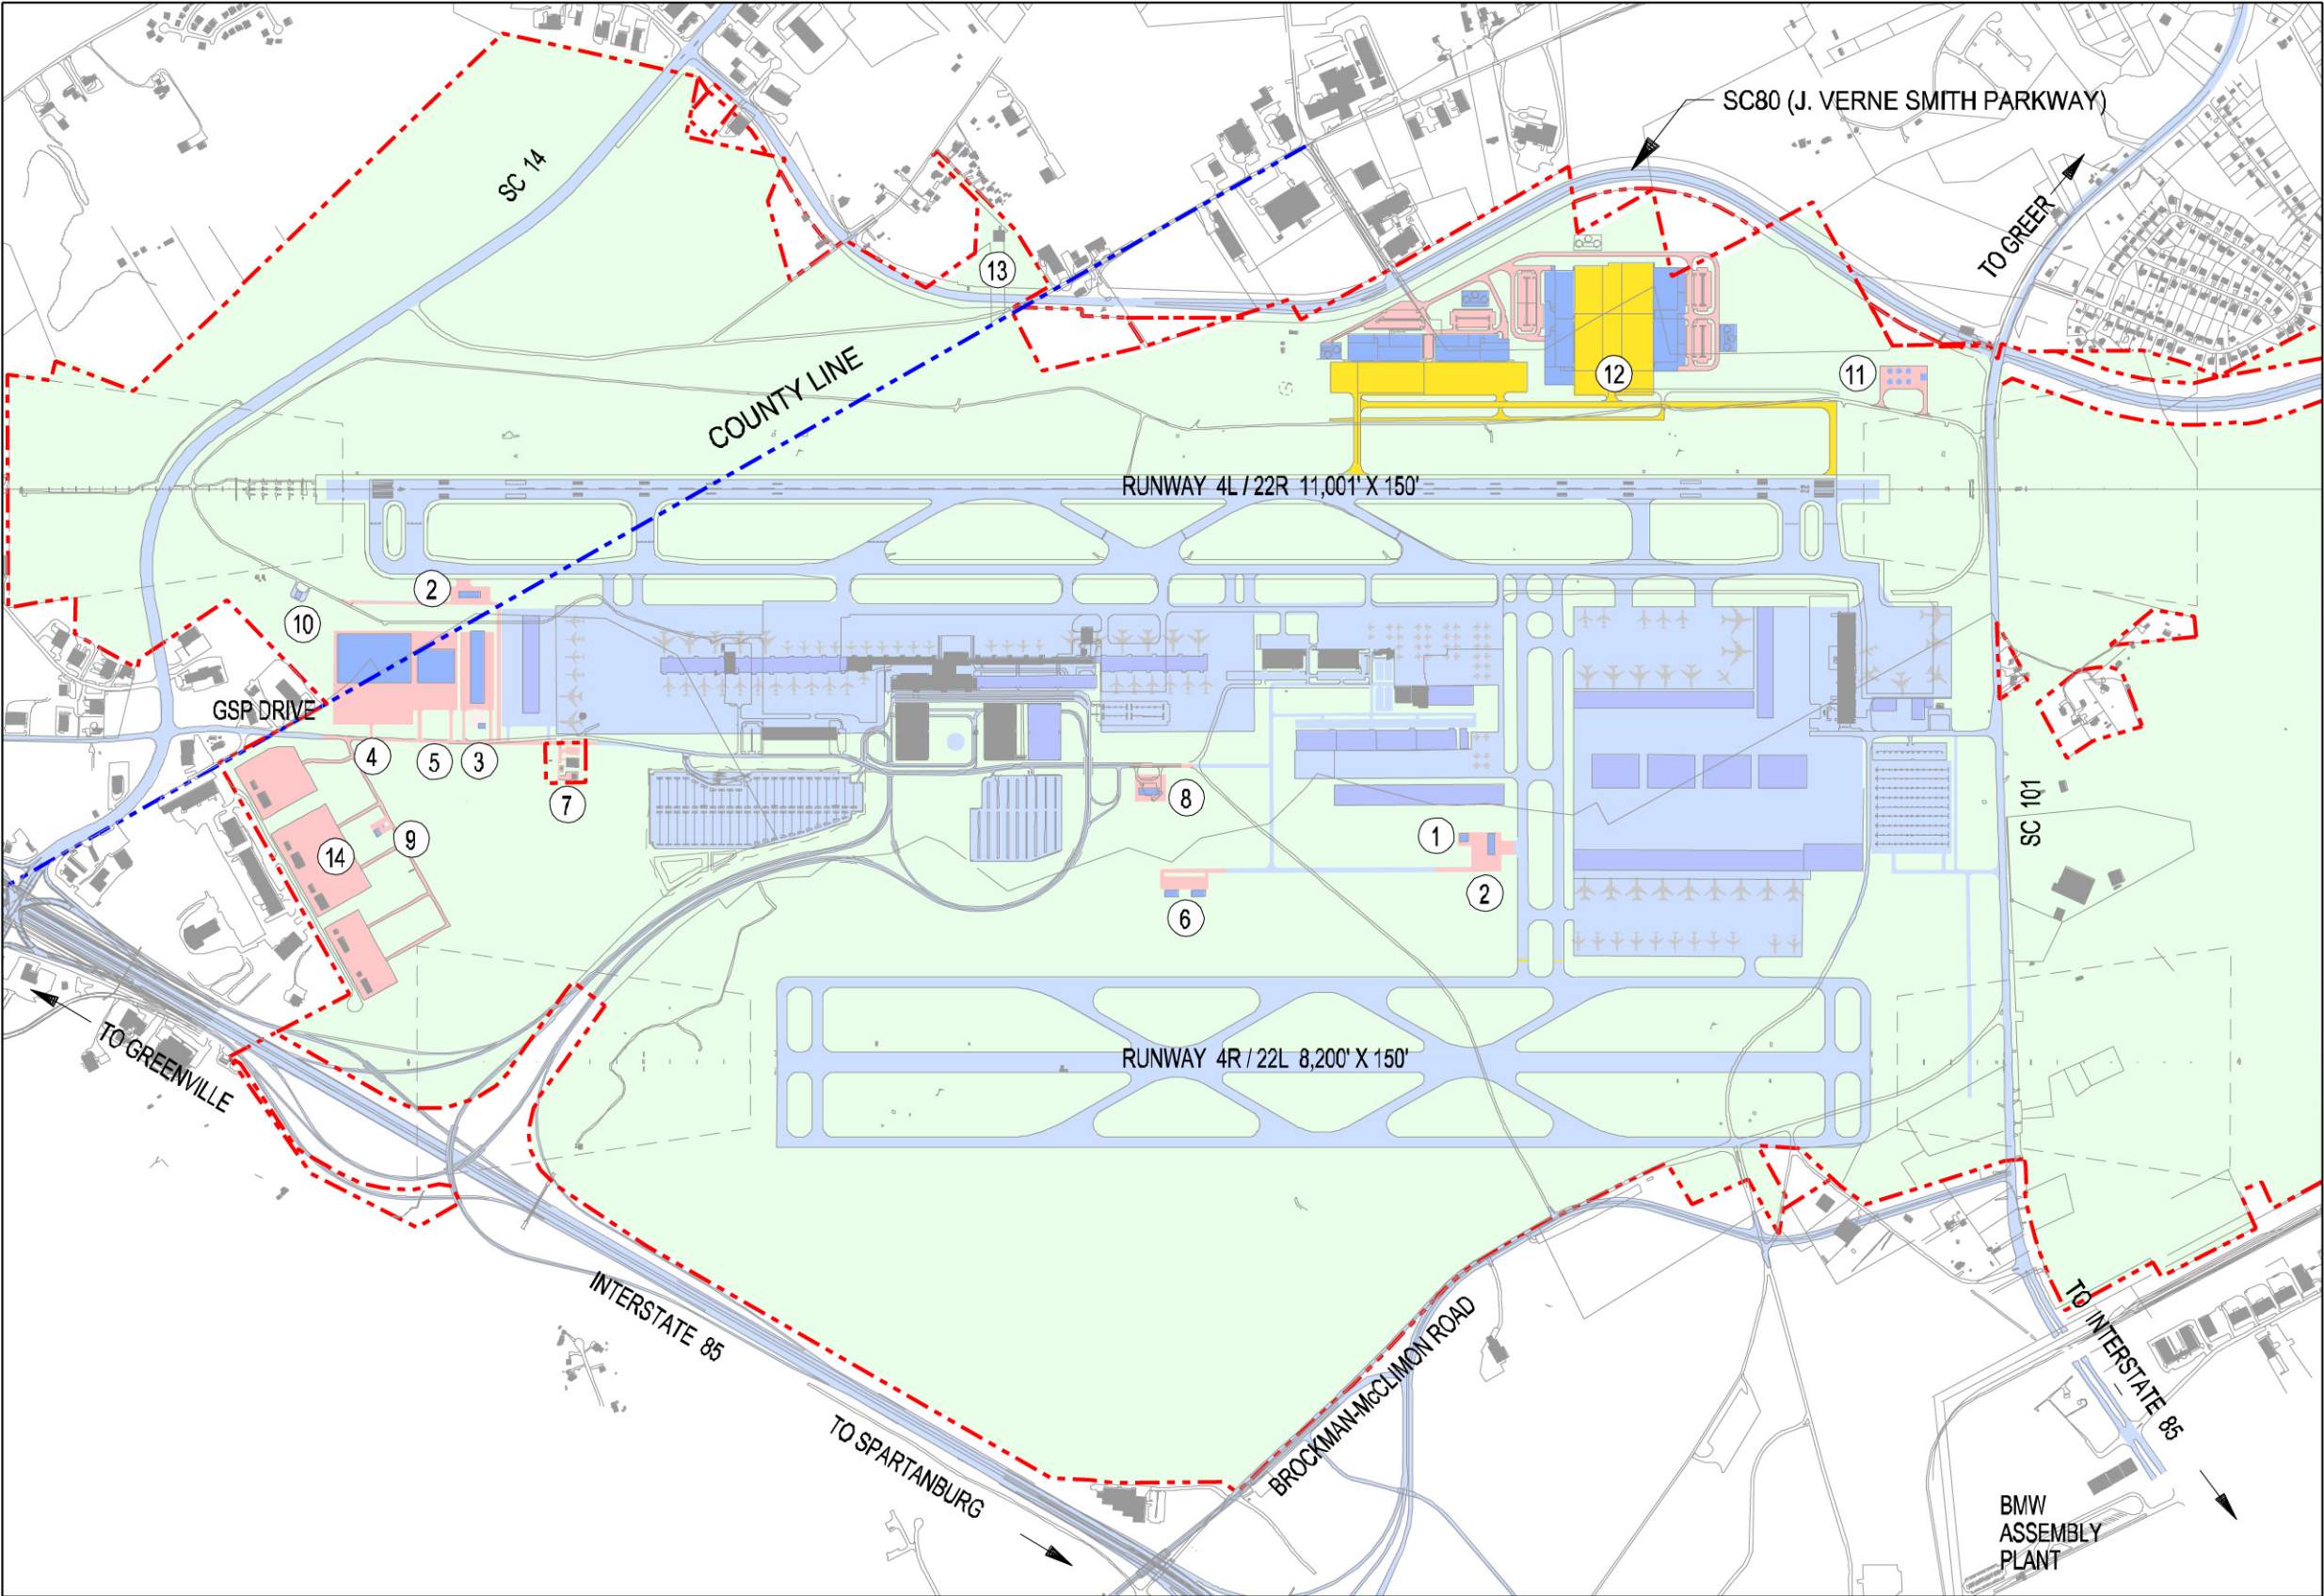 SC80 (J. VERNE SMITH PARKWAY)
SC 14
TO GREER
13
COUNTY LINE
12
11
RUNWAY 4L / 22R 11,001' X 150'
2
10
GSP DRIVE
4
5
3
7
8
9
14
1
2
6
SC 101
TO GREENVILLE
RUNWAY 4R / 22L 8,200' X 150'
INTERSTATE 85
TO SPARTANBURG
BROCKMAN-McCLIMON ROAD
TO INTERSTATE 85
BMW
ASSEMBLY
PLANT